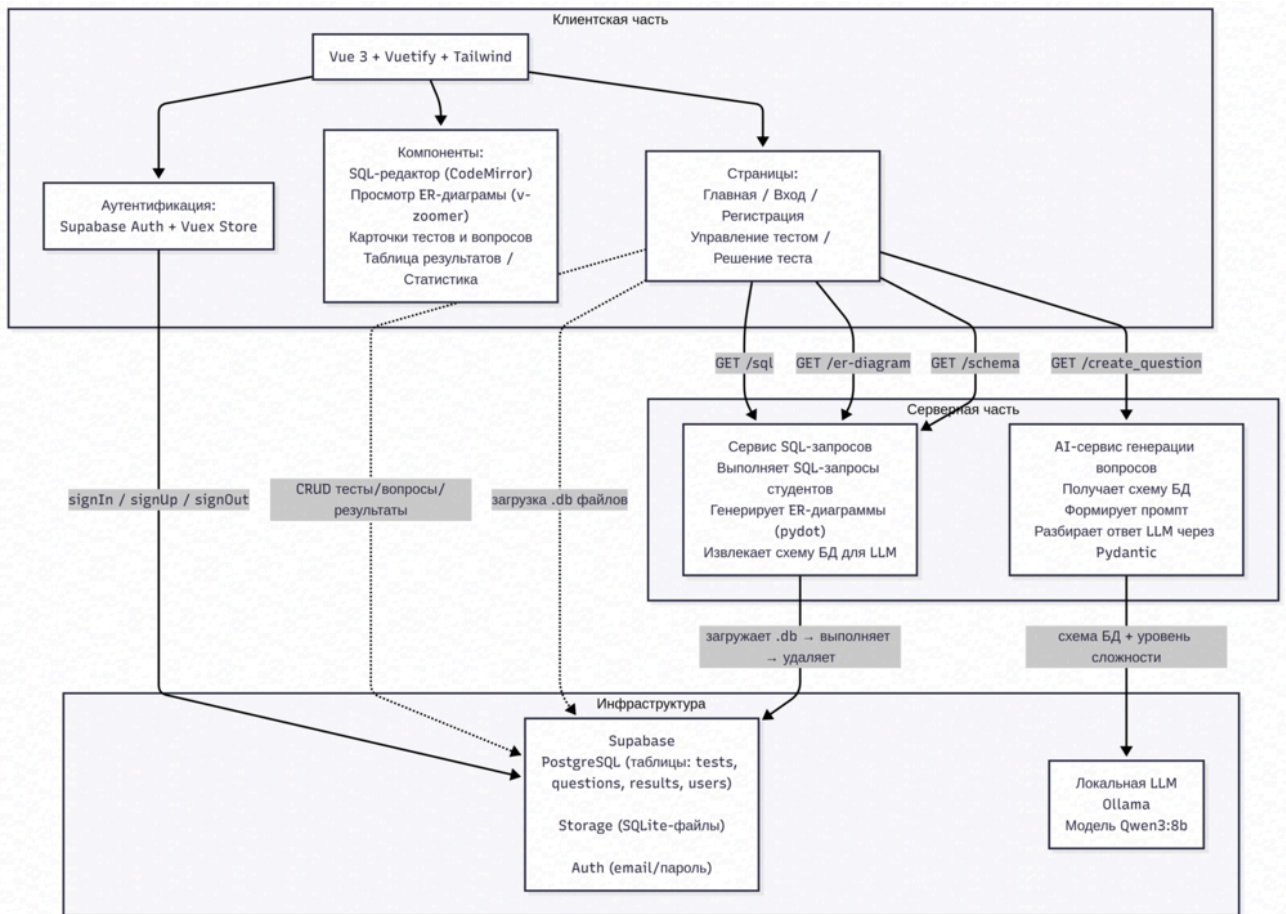 Клиентская часть
Vue 3 + Vuetify + Tailwind
Аутентификация:
Supabase Auth + Vuex Store
Компоненты:
SQL-редактор (CodeMirror)
Просмотр ER-диаграмы (v-
zoomer)
Карточки тестов и вопросов
Таблица результатов /
Статистика
Страницы:
Главная / Вход /
Регистрация
Управление тестом /
Решение теста
GET /sql
GET /er-diagram
GET /schema
GET /create_question
Серверная часть
Сервис SQL-запросов
Выполняет SQL-запросы
студентов
Генерирует ER-диаграммы
(pydot)
Извлекает схему БД для LLM
AI-сервис генерации
вопросов
Получает схему БД
Формирует промпт
Разбирает ответ LLM через
Pydantic
signIn / signUp / signOut
CRUD тесты/вопросы/
результаты
загрузка .db файлов
загружает .db → выполняет
→ удаляет
схема БД + уровень
сложности
Инфраструктура
Supabase
PostgreSQL (таблицы: tests,
questions, results, users)
Storage (SQLite-файлы)
Auth (email/пароль)
Локальная LLM
Ollama
Модель Qwen3:8b